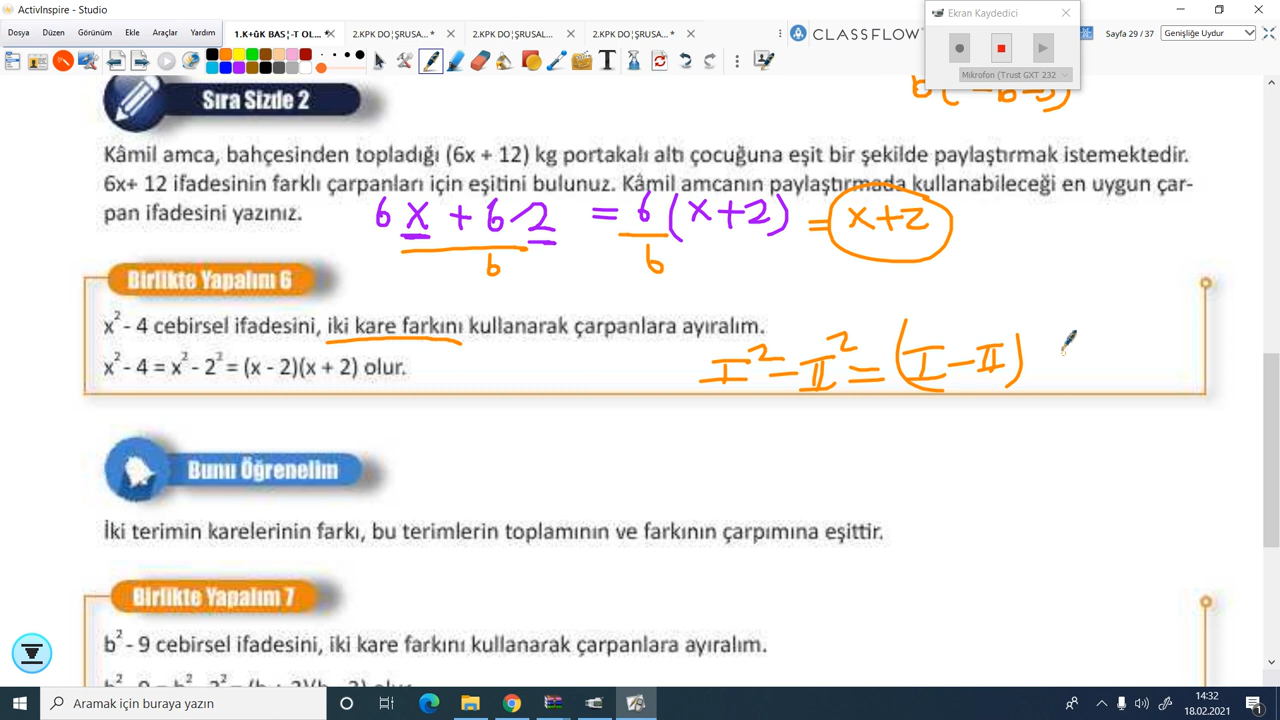 ActivInspire - Studio
Ekran Kaydedici
Dosya Düzen Görünüm Ekle Araçlar Yardım
1.K+ûK BAS¦-T OL... * 2.KPK DO¦ŞRUSA... * 2.KPK DO¦ŞRUSAL... 2.KPK DO¦ŞRUSA... *
CLASSFLOW
Sayfa 29 / 37
Genişliğe Uydur
Mikrofon (Trust GXT 232
Sıra Sizde 2
Kâmil amca, bahçesinden topladığı (6x + 12) kg portakalı altı çocuğuna eşit bir şekilde paylaştırmak istemektedir.
6x+ 12 ifadesinin farklı çarpanları için eşitini bulunuz. Kâmil amcanın paylaştırmada kullanabileceği en uygun çar-
pan ifadesini yazınız.
6x + 6·2 = 6(x+2) = x+2
6 6
Birlikte Yapalım 6
x² - 4 cebirsel ifadesini, iki kare farkını kullanarak çarpanlara ayıralım.
x² - 4 = x² - 2² = (x - 2)(x + 2) olur.
I² - II² = (I - II)
Bunu Öğrenelim
İki terimin karelerinin farkı, bu terimlerin toplamının ve farkının çarpımına eşittir.
Birlikte Yapalım 7
b² - 9 cebirsel ifadesini, iki kare farkını kullanarak çarpanlara ayıralım.
Aramak için buraya yazın
14:32
18.02.2021
1